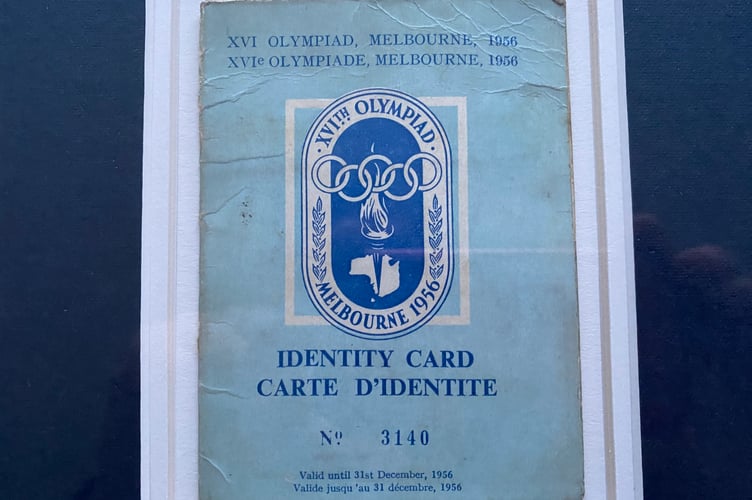 XVI OLYMPIAD, MELBOURNE, 1956
XVIe OLYMPIADE, MELBOURNE, 1956
· XVITH OLYMPIAD ·
MELBOURNE 1956
IDENTITY CARD
CARTE D'IDENTITE
Nº 3140
Valid until 31st December, 1956
Valide jusqu'au 31 décembre, 1956